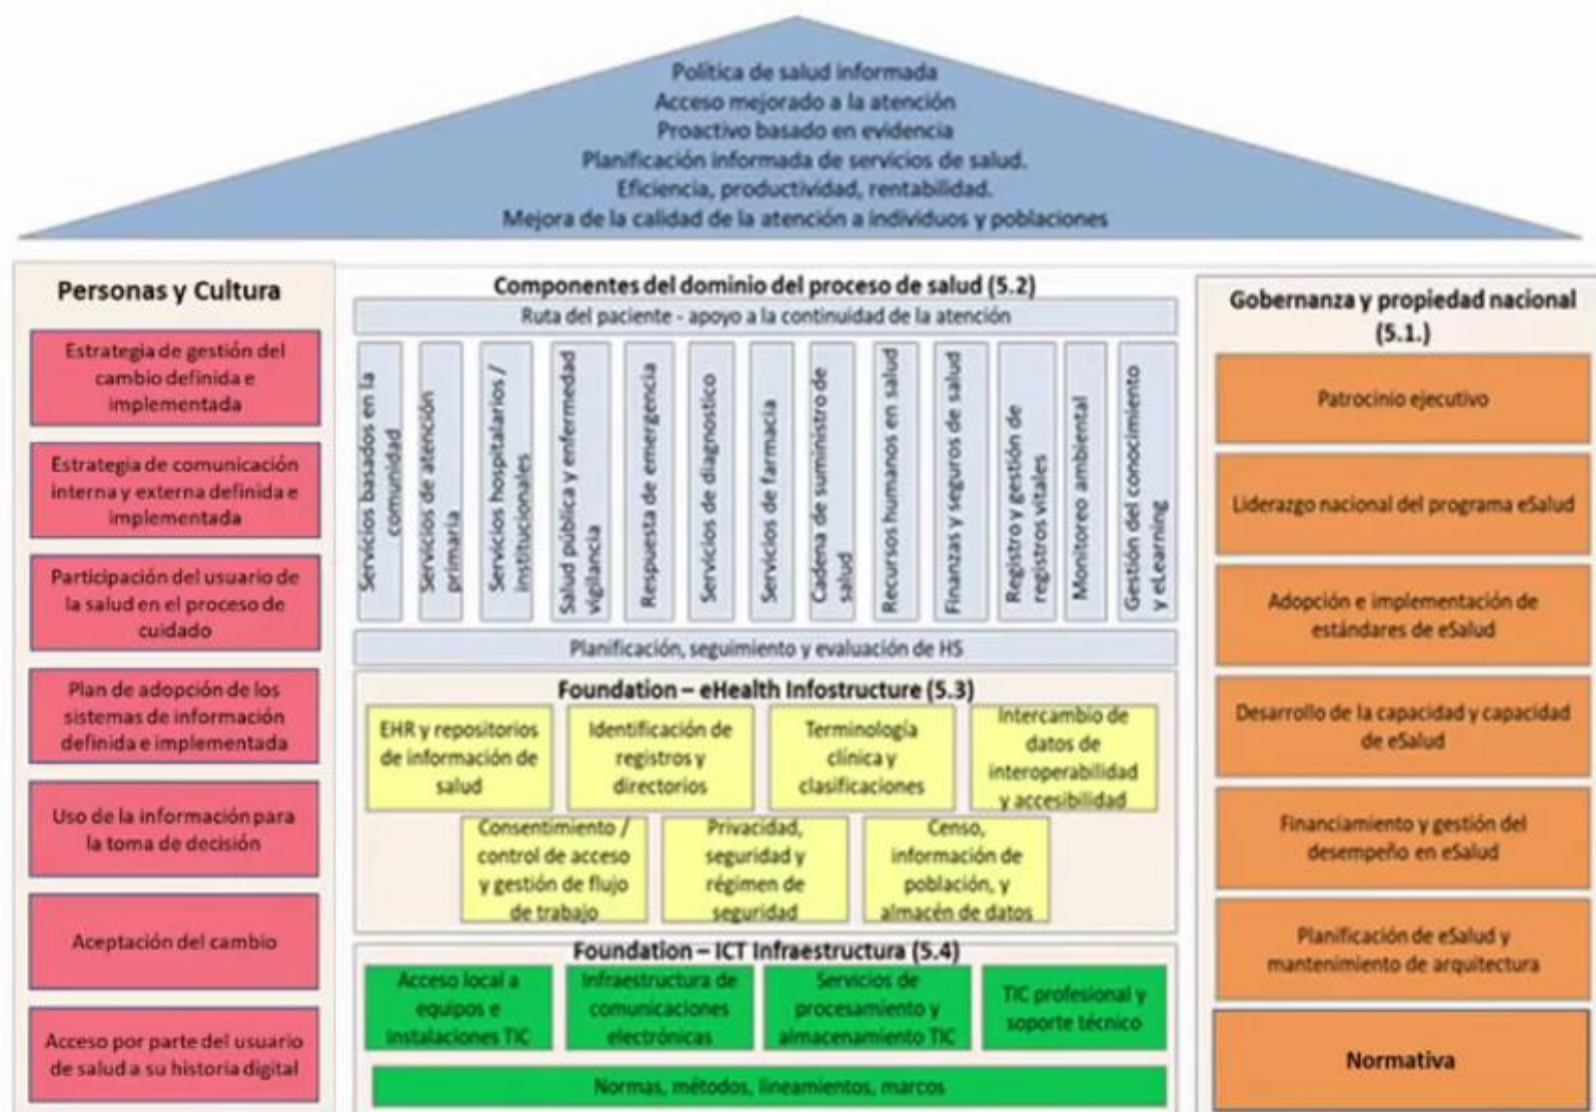 Política de salud informada
Acceso mejorado a la atención
Proactivo basado en evidencia
Planificación informada de servicios de salud.
Eficiencia, productividad, rentabilidad.
Mejora de la calidad de la atención a individuos y poblaciones
Personas y Cultura
Estrategia de gestión del
cambio definida e
implementada
Estrategia de comunicación
interna y externa definida e
implementada
Participación del usuario de
la salud en el proceso de
cuidado
Plan de adopción de los
sistemas de información
definida e implementada
Uso de la información para
la toma de decisión
Aceptación del cambio
Acceso por parte del usuario
de salud a su historia digital
Componentes del dominio del proceso de salud (5.2)
Ruta del paciente - apoyo a la continuidad de la atención
Servicios basados en la
comunidad
Servicios de atención
primaria
Servicios hospitalarios /
institucionales
Salud pública y enfermedad
vigilancia
Respuesta de emergencia
Servicios de diagnostico
Servicios de farmacia
Cadena de suministro de
salud
Recursos humanos en salud
Finanzas y seguros de salud
Registro y gestión de
registros vitales
Monitoreo ambiental
Gestión del conocimiento
y eLearning
Planificación, seguimiento y evaluación de HS
Foundation – eHealth Infostructure (5.3)
EHR y repositorios
de información de
salud
Identificación de
registros y
directorios
Terminología
clínica y
clasificaciones
Intercambio de
datos de
interoperabilidad
y accesibilidad
Consentimiento /
control de acceso
y gestión de flujo
de trabajo
Privacidad,
seguridad y
régimen de
seguridad
Censo,
información de
población, y
almacén de datos
Foundation – ICT Infraestructura (5.4)
Acceso local a
equipos e
instalaciones TIC
Infraestructura de
comunicaciones
electrónicas
Servicios de
procesamiento y
almacenamiento TIC
TIC profesional y
soporte técnico
Normas, métodos, lineamientos, marcos
Gobernanza y propiedad nacional
(5.1.)
Patrocinio ejecutivo
Liderazgo nacional del programa eSalud
Adopción e implementación de
estándares de eSalud
Desarrollo de la capacidad y capacidad
de eSalud
Financiamiento y gestión del
desempeño en eSalud
Planificación de eSalud y
mantenimiento de arquitectura
Normativa